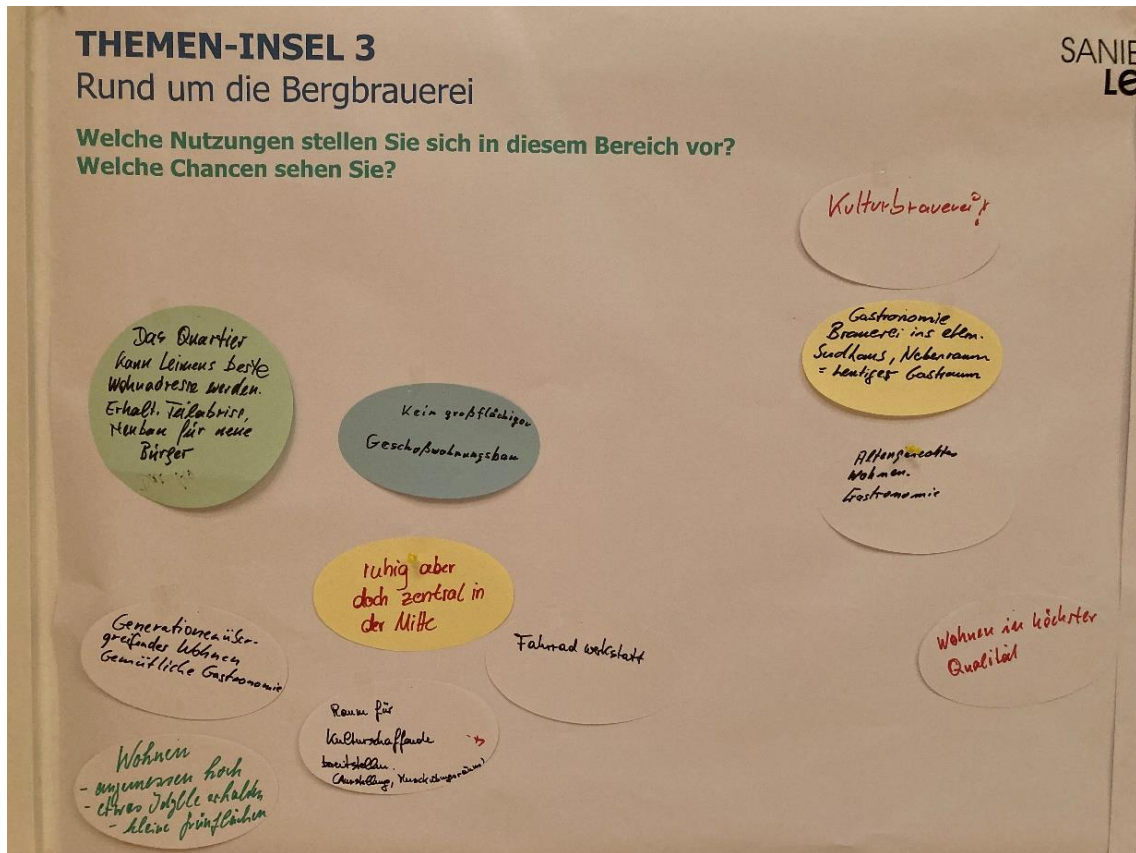 THEMEN-INSEL 3
Rund um die Bergbrauerei
SANIE
Le
Welche Nutzungen stellen Sie sich in diesem Bereich vor?
Welche Chancen sehen Sie?
Kulturbrauerei!
Gastronomie
Brauerei ins ehem.
Sudhaus, Nebenraum
= heutiger Gastraum
Das Quartier
kann Leimens beste
Wohnadresse werden.
Erhalt. Teilabriss,
Neubau für neue
Bürger
Kein großflächiger
Geschoßwohnungsbau
Altengerechtes
Wohnen.
Gastronomie
ruhig aber
doch zentral in
der Mitte
Generationenüber-
greifendes Wohnen
Gemütliche Gastronomie
Fahrradwerkstatt
Wohnen in höchster
Qualität
Raum für
Kulturschaffende
bereitstellen.
(Ausstellung,
Wohnen
- angemessen hoch
- etwas Idylle erhalten
- kleine Grünflächen